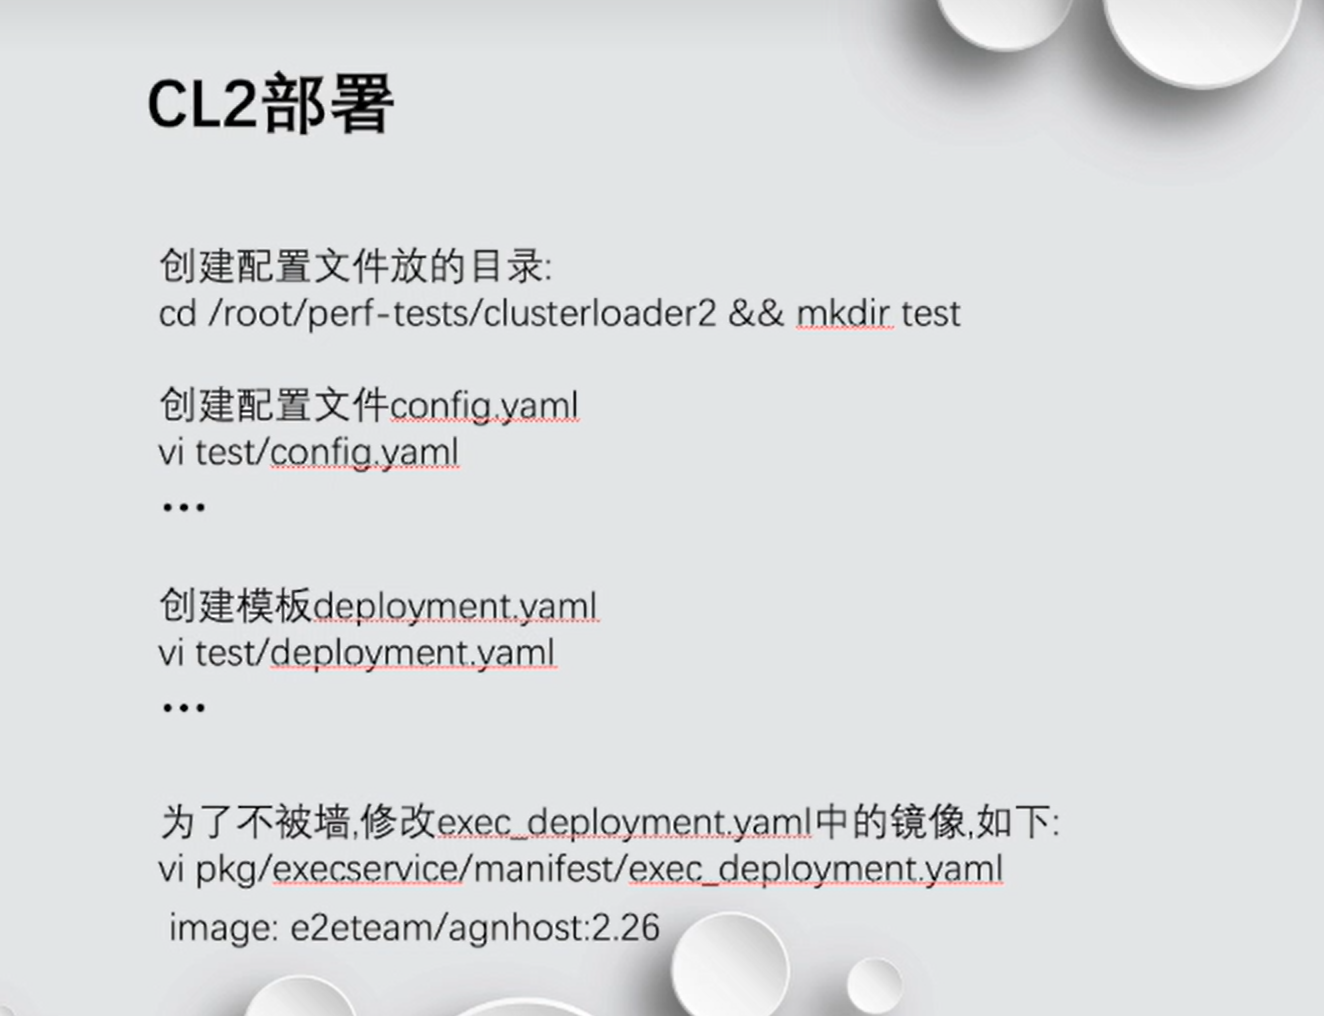 CL2部署
创建配置文件放的目录:
cd /root/perf-tests/clusterloader2 && mkdir test
创建配置文件config.yaml
vi test/config.yaml
...
创建模板deployment.yaml
vi test/deployment.yaml
...
为了不被墙,修改exec_deployment.yaml中的镜像,如下:
vi pkg/execservice/manifest/exec_deployment.yaml
image: e2eteam/agnhost:2.26